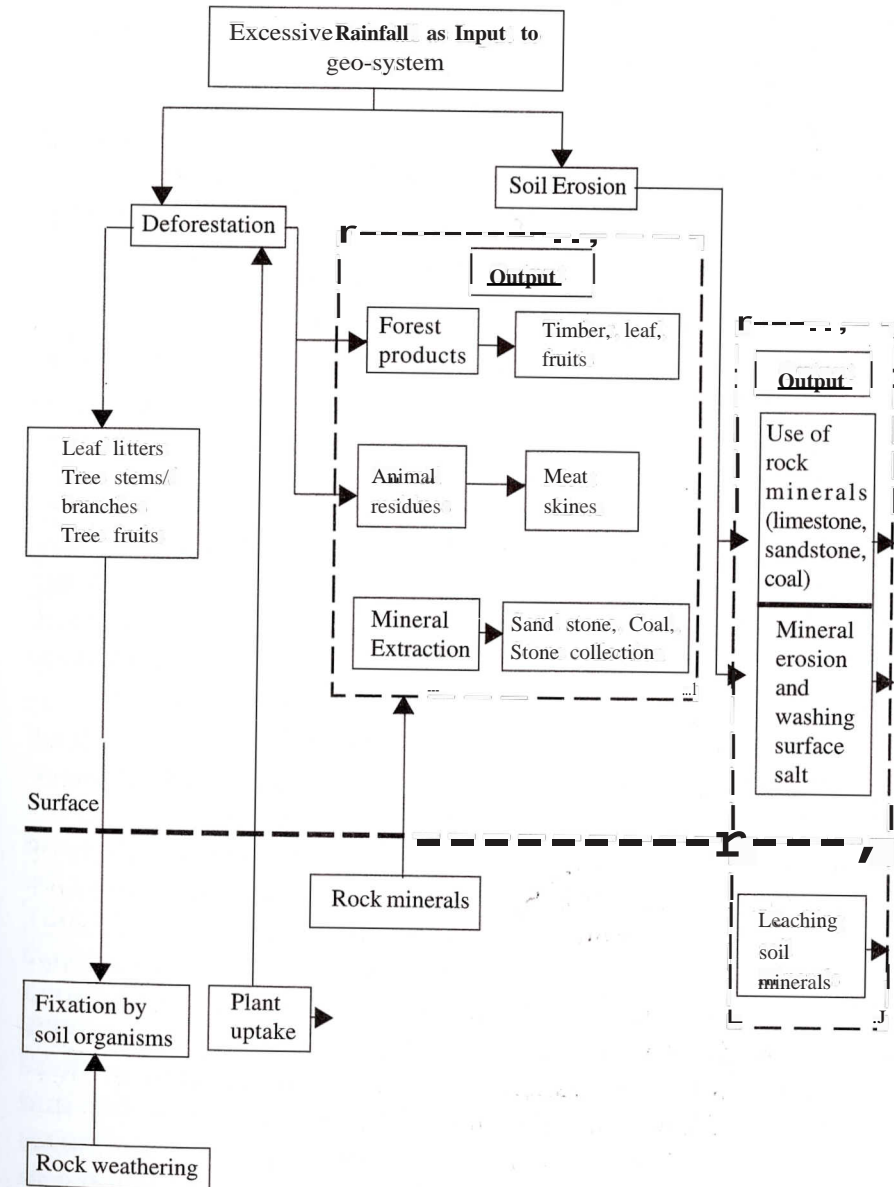 Excessive Rainfall as Input to
geo-system
Soil Erosion
Deforestation
Output
Forest
products
Timber, leaf,
fruits
Output
Leaf litters
Tree stems/
branches
Tree fruits
Animal
residues
Meat
skines
Use of
rock
minerals
(limestone,
sandstone,
coal)
Mineral
Extraction
Sand stone, Coal,
Stone collection
Mineral
erosion
and
washing
surface
salt
Surface
Rock minerals
Leaching
soil
minerals
Fixation by
soil organisms
Plant
uptake
Rock weathering